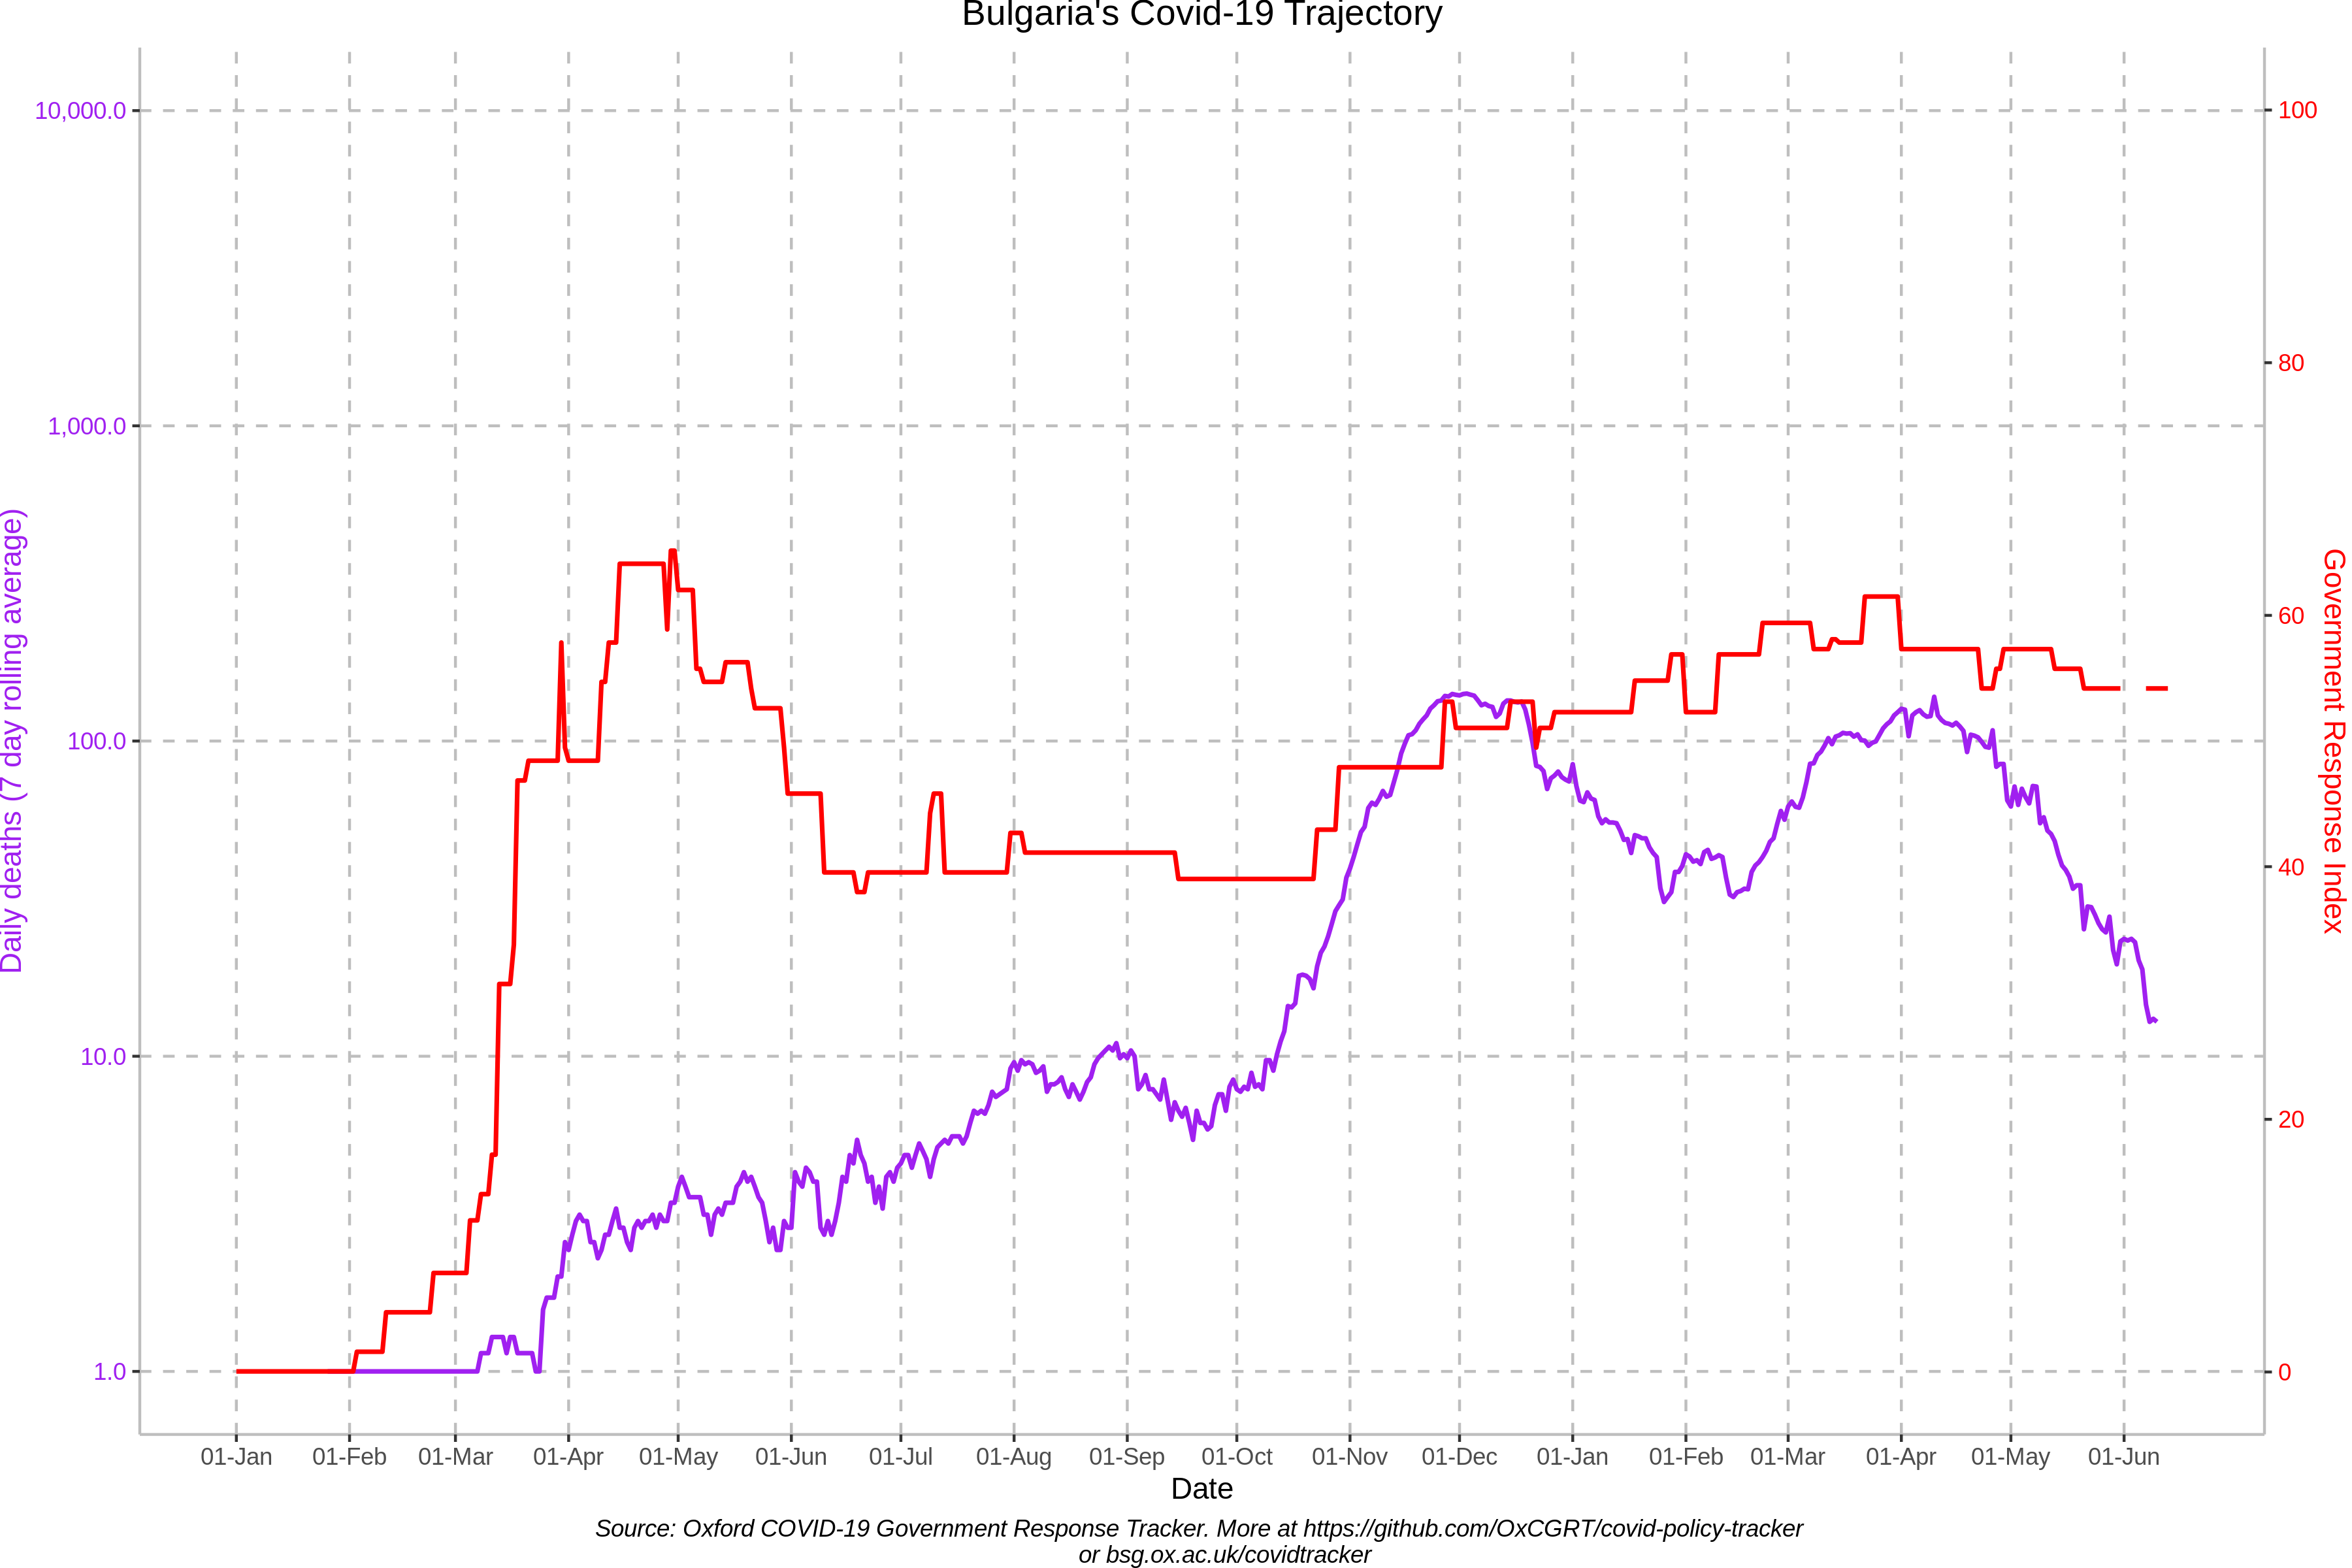 Bulgaria's Covid-19 Trajectory
10,000.0
1,000.0
100.0
10.0
1.0
Daily deaths (7 day rolling average)
100
80
60
40
20
0
Government Response Index
01-Jan 01-Feb 01-Mar 01-Apr 01-May 01-Jun 01-Jul 01-Aug 01-Sep 01-Oct 01-Nov 01-Dec 01-Jan 01-Feb 01-Mar 01-Apr 01-May 01-Jun
Date
Source: Oxford COVID-19 Government Response Tracker. More at https://github.com/OxCGRT/covid-policy-tracker
or bsg.ox.ac.uk/covidtracker